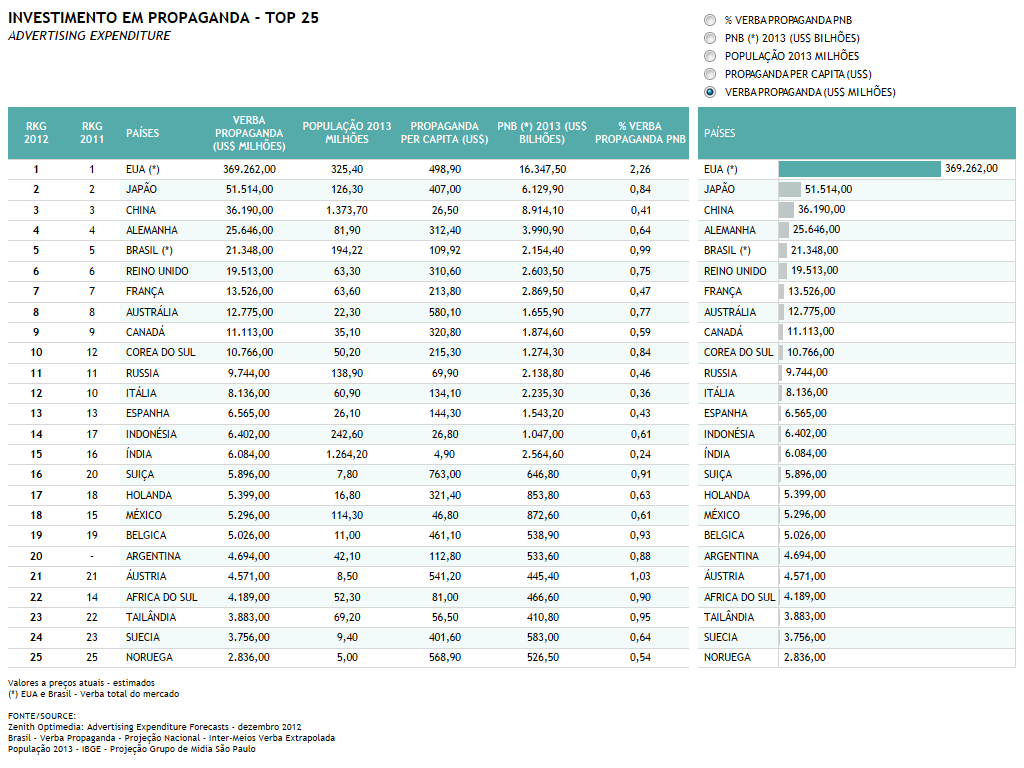 INVESTIMENTO EM PROPAGANDA - TOP 25
ADVERTISING EXPENDITURE
% VERBA PROPAGANDA PNB
PNB (*) 2013 (US$ BILHÕES)
POPULAÇÃO 2013 MILHÕES
PROPAGANDA PER CAPITA (US$)
VERBA PROPAGANDA (US$ MILHÕES)
RKG 2012 RKG 2011 PAÍSES VERBA PROPAGANDA (US$ MILHÕES) POPULAÇÃO 2013 MILHÕES PROPAGANDA PER CAPITA (US$) PNB (*) 2013 (US$ BILHÕES) % VERBA PROPAGANDA PNB PAÍSES
1 1 EUA (*) 369.262,00 325,40 498,90 16.347,50 2,26 EUA (*) 369.262,00
2 2 JAPÃO 51.514,00 126,30 407,00 6.129,90 0,84 JAPÃO 51.514,00
3 3 CHINA 36.190,00 1.373,70 26,50 8.914,10 0,41 CHINA 36.190,00
4 4 ALEMANHA 25.646,00 81,90 312,40 3.990,90 0,64 ALEMANHA 25.646,00
5 5 BRASIL (*) 21.348,00 194,22 109,92 2.154,40 0,99 BRASIL (*) 21.348,00
6 6 REINO UNIDO 19.513,00 63,30 310,60 2.603,50 0,75 REINO UNIDO 19.513,00
7 7 FRANÇA 13.526,00 63,60 213,80 2.869,50 0,47 FRANÇA 13.526,00
8 8 AUSTRÁLIA 12.775,00 22,30 580,10 1.655,90 0,77 AUSTRÁLIA 12.775,00
9 9 CANADÁ 11.113,00 35,10 320,80 1.874,60 0,59 CANADÁ 11.113,00
10 12 COREA DO SUL 10.766,00 50,20 215,30 1.274,30 0,84 COREA DO SUL 10.766,00
11 11 RUSSIA 9.744,00 138,90 69,90 2.138,80 0,46 RUSSIA 9.744,00
12 10 ITÁLIA 8.136,00 60,90 134,10 2.235,30 0,36 ITÁLIA 8.136,00
13 13 ESPANHA 6.565,00 26,10 144,30 1.543,20 0,43 ESPANHA 6.565,00
14 17 INDONÉSIA 6.402,00 242,60 26,80 1.047,00 0,61 INDONÉSIA 6.402,00
15 16 ÍNDIA 6.084,00 1.264,20 4,90 2.564,60 0,24 ÍNDIA 6.084,00
16 20 SUIÇA 5.896,00 7,80 763,00 646,80 0,91 SUIÇA 5.896,00
17 18 HOLANDA 5.399,00 16,80 321,40 853,80 0,63 HOLANDA 5.399,00
18 15 MÉXICO 5.296,00 114,30 46,80 872,60 0,61 MÉXICO 5.296,00
19 19 BELGICA 5.026,00 11,00 461,10 538,90 0,93 BELGICA 5.026,00
20 - ARGENTINA 4.694,00 42,10 112,80 533,60 0,88 ARGENTINA 4.694,00
21 21 ÁUSTRIA 4.571,00 8,50 541,20 445,40 1,03 ÁUSTRIA 4.571,00
22 14 AFRICA DO SUL 4.189,00 52,30 81,00 466,60 0,90 AFRICA DO SUL 4.189,00
23 22 TAILÂNDIA 3.883,00 69,20 56,50 410,80 0,95 TAILÂNDIA 3.883,00
24 23 SUECIA 3.756,00 9,40 401,60 583,00 0,64 SUECIA 3.756,00
25 25 NORUEGA 2.836,00 5,00 568,90 526,50 0,54 NORUEGA 2.836,00
Valores a preços atuais - estimados
(*) EUA e Brasil - Verba total do mercado
FONTE/SOURCE:
Zenith Optimedia: Advertising Expenditure Forecasts - dezembro 2012
Brasil - Verba Propaganda - Projeção Nacional - Inter-Meios Verba Extrapolada
População 2013 - IBGE - Projeção Grupo de Mídia São Paulo